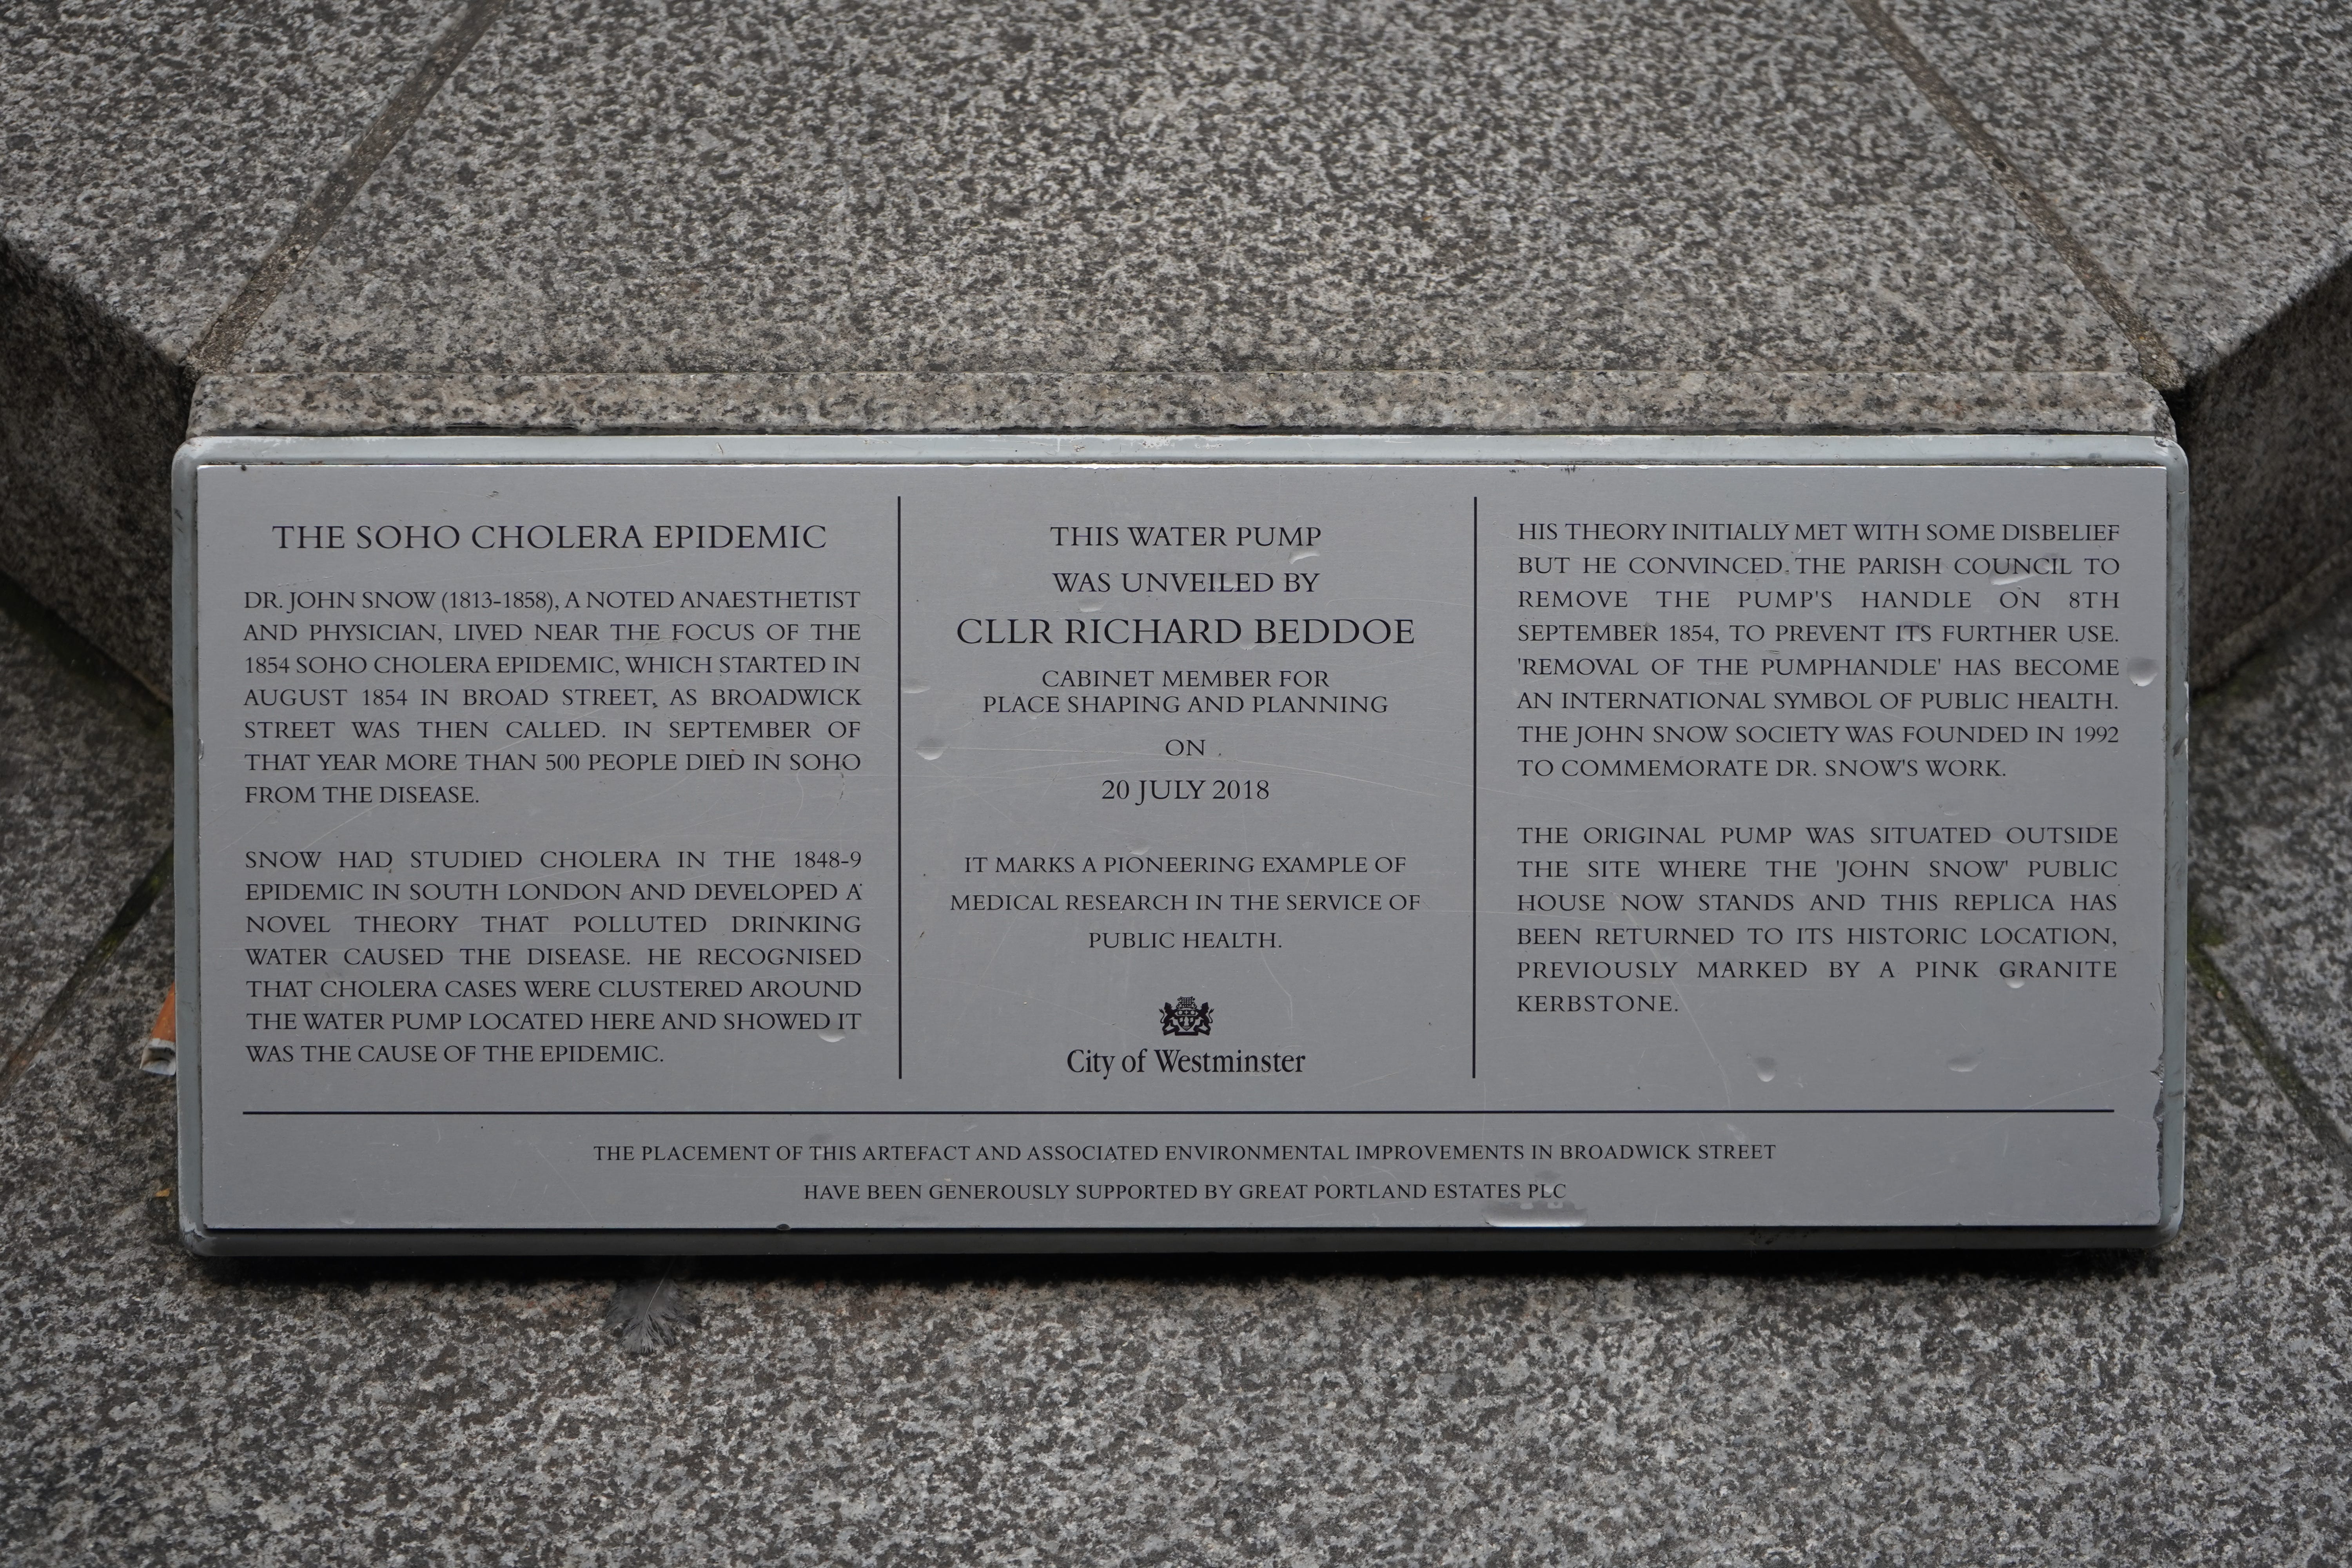 THE SOHO CHOLERA EPIDEMIC
DR. JOHN SNOW (1813-1858), A NOTED ANAESTHETIST
AND PHYSICIAN, LIVED NEAR THE FOCUS OF THE
1854 SOHO CHOLERA EPIDEMIC, WHICH STARTED IN
AUGUST 1854 IN BROAD STREET, AS BROADWICK
STREET WAS THEN CALLED. IN SEPTEMBER OF
THAT YEAR MORE THAN 500 PEOPLE DIED IN SOHO
FROM THE DISEASE.
SNOW HAD STUDIED CHOLERA IN THE 1848-9
EPIDEMIC IN SOUTH LONDON AND DEVELOPED A
NOVEL THEORY THAT POLLUTED DRINKING
WATER CAUSED THE DISEASE. HE RECOGNISED
THAT CHOLERA CASES WERE CLUSTERED AROUND
THE WATER PUMP LOCATED HERE AND SHOWED IT
WAS THE CAUSE OF THE EPIDEMIC.
THIS WATER PUMP
WAS UNVEILED BY
CLLR RICHARD BEDDOE
CABINET MEMBER FOR
PLACE SHAPING AND PLANNING
ON
20 JULY 2018
IT MARKS A PIONEERING EXAMPLE OF
MEDICAL RESEARCH IN THE SERVICE OF
PUBLIC HEALTH.
City of Westminster
HIS THEORY INITIALLY MET WITH SOME DISBELIEF
BUT HE CONVINCED THE PARISH COUNCIL TO
REMOVE THE PUMP'S HANDLE ON 8TH
SEPTEMBER 1854, TO PREVENT ITS FURTHER USE.
'REMOVAL OF THE PUMPHANDLE' HAS BECOME
AN INTERNATIONAL SYMBOL OF PUBLIC HEALTH.
THE JOHN SNOW SOCIETY WAS FOUNDED IN 1992
TO COMMEMORATE DR. SNOW'S WORK.
THE ORIGINAL PUMP WAS SITUATED OUTSIDE
THE SITE WHERE THE 'JOHN SNOW' PUBLIC
HOUSE NOW STANDS AND THIS REPLICA HAS
BEEN RETURNED TO ITS HISTORIC LOCATION,
PREVIOUSLY MARKED BY A PINK GRANITE
KERBSTONE.
THE PLACEMENT OF THIS ARTEFACT AND ASSOCIATED ENVIRONMENTAL IMPROVEMENTS IN BROADWICK STREET
HAVE BEEN GENEROUSLY SUPPORTED BY GREAT PORTLAND ESTATES PLC